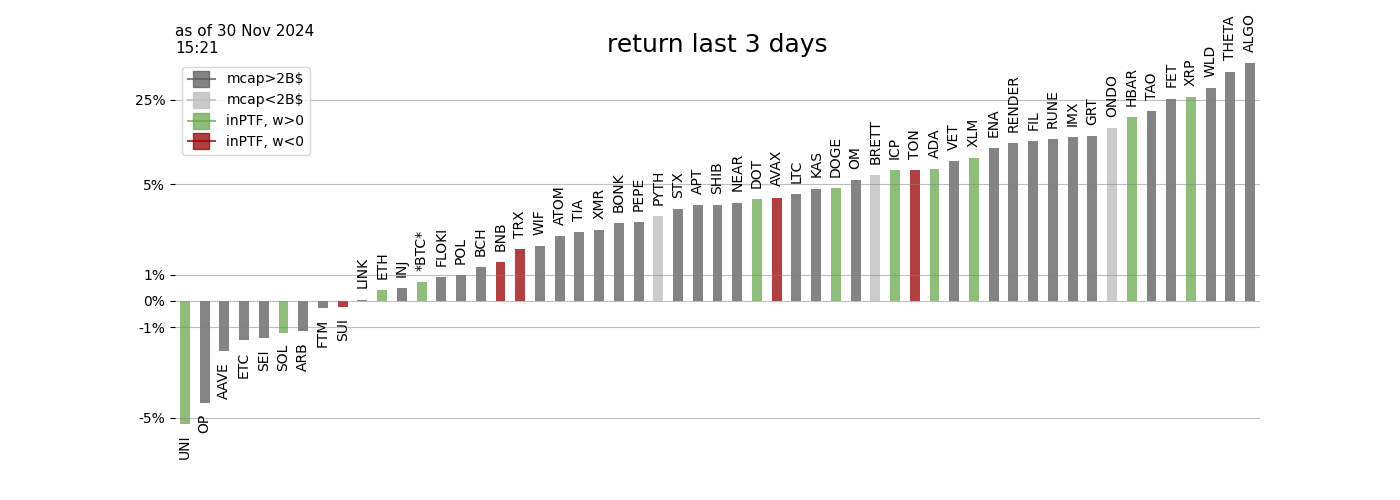 as of 30 Nov 2024
15:21
return last 3 days
mcap>2B$
mcap<2B$
inPTF, w>0
inPTF, w<0
25%
5%
1%
0%
-1%
-5%
UNI
OP
AAVE
ETC
SEI
SOL
ARB
FTM
SUI
LINK
ETH
INJ
*BTC*
FLOKI
POL
BCH
BNB
TRX
WIF
ATOM
TIA
XMR
BONK
PEPE
PYTH
STX
APT
SHIB
NEAR
DOT
AVAX
LTC
KAS
DOGE
OM
BRETT
ICP
TON
ADA
VET
XLM
ENA
RENDER
FIL
RUNE
IMX
GRT
ONDO
HBAR
TAO
FET
XRP
WLD
THETA
ALGO